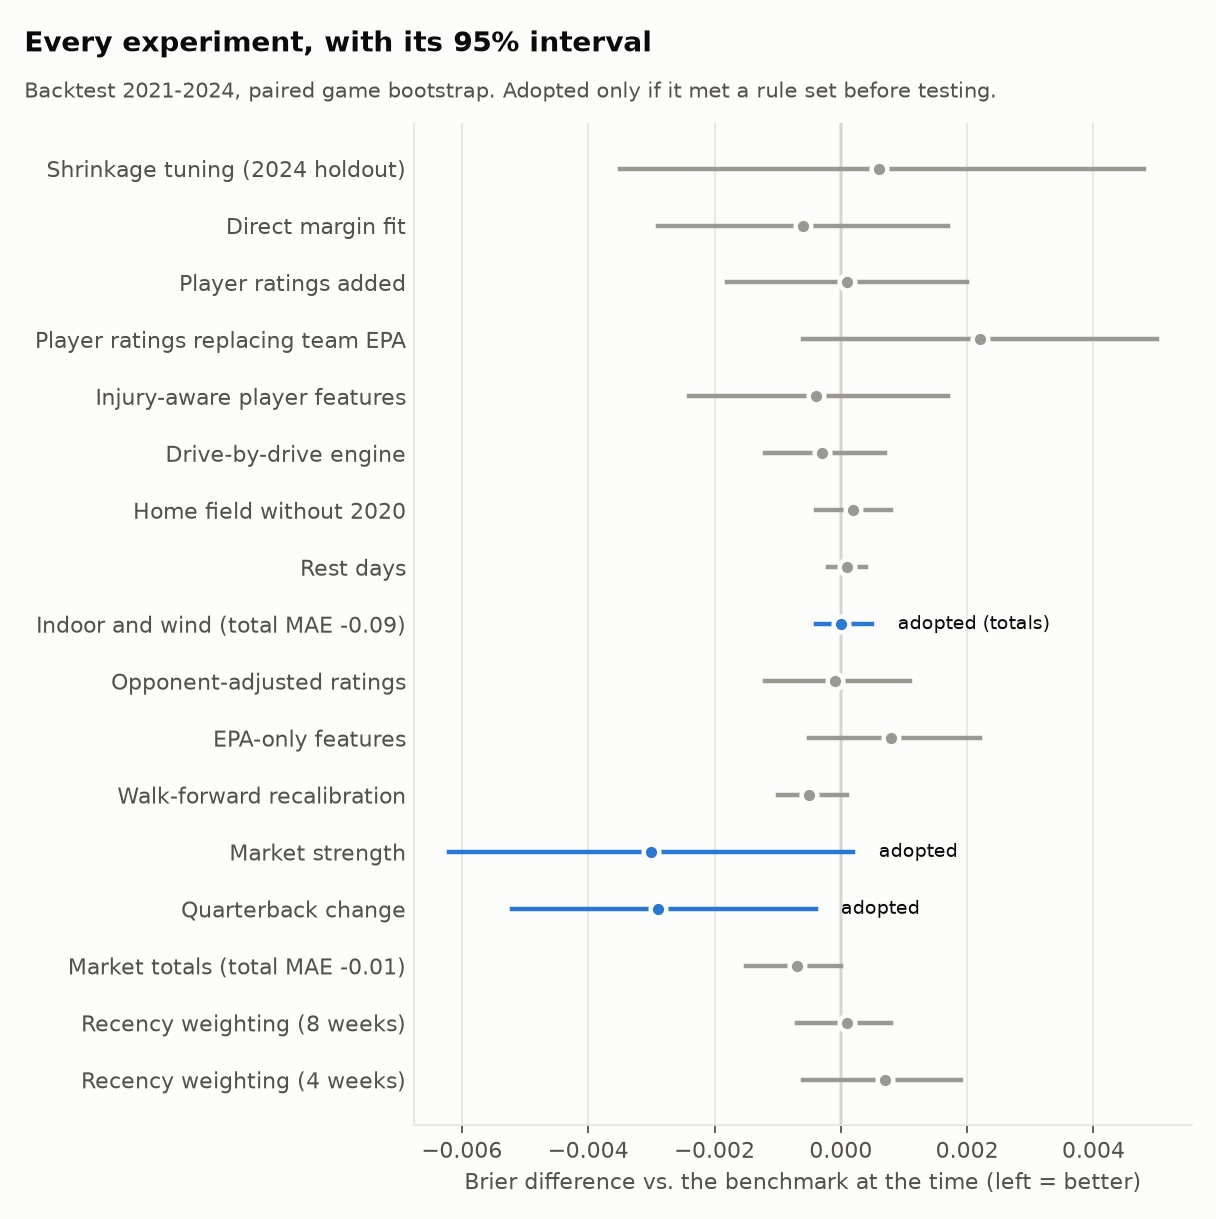 Every experiment, with its 95% interval
Backtest 2021-2024, paired game bootstrap. Adopted only if it met a rule set before testing.
Shrinkage tuning (2024 holdout)
Direct margin fit
Player ratings added
Player ratings replacing team EPA
Injury-aware player features
Drive-by-drive engine
Home field without 2020
Rest days
Indoor and wind (total MAE -0.09)
adopted (totals)
Opponent-adjusted ratings
EPA-only features
Walk-forward recalibration
Market strength
adopted
Quarterback change
adopted
Market totals (total MAE -0.01)
Recency weighting (8 weeks)
Recency weighting (4 weeks)
−0.006 −0.004 −0.002 0.000 0.002 0.004
Brier difference vs. the benchmark at the time (left = better)